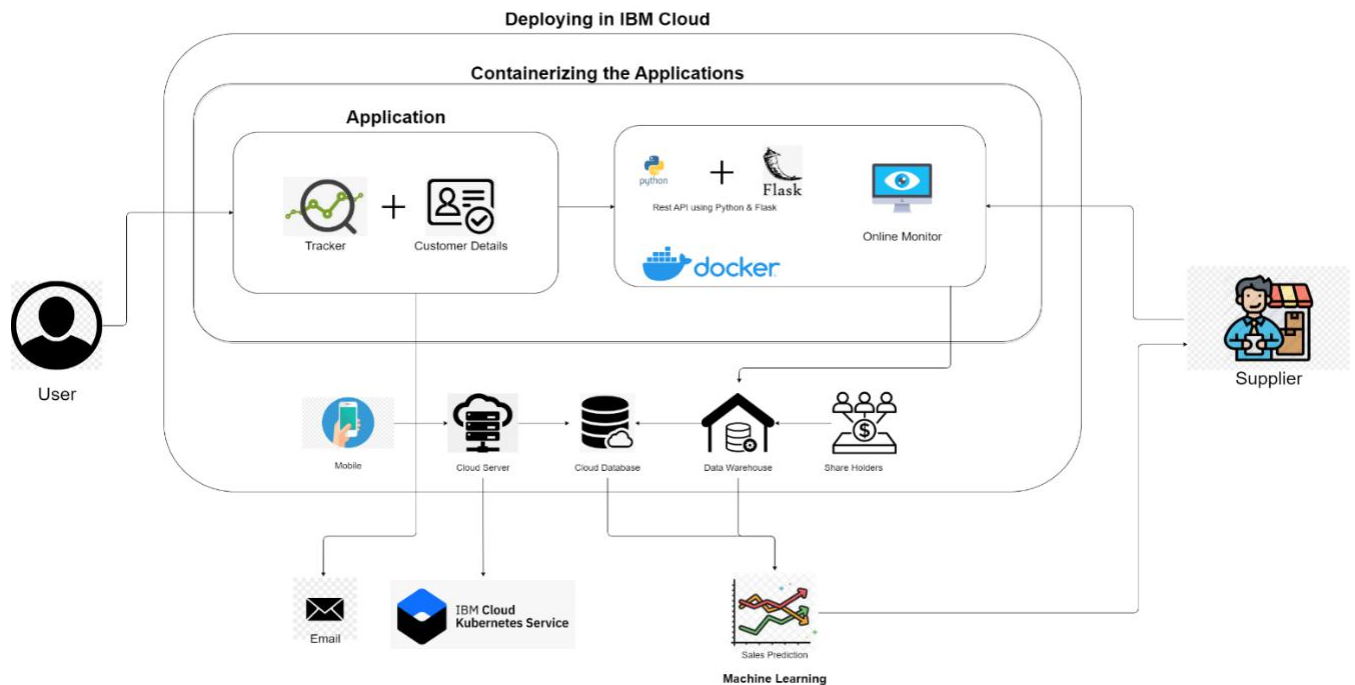 Deploying in IBM Cloud
Containerizing the Applications
Application
Tracker
+
Customer Details
python
+
Flask
Rest API using Python & Flask
docker
Online Monitor
User
Supplier
Mobile
Cloud Server
Cloud Database
Data Warehouse
Share Holders
$
Email
IBM Cloud
Kubernetes Service
Sales Prediction
Machine Learning